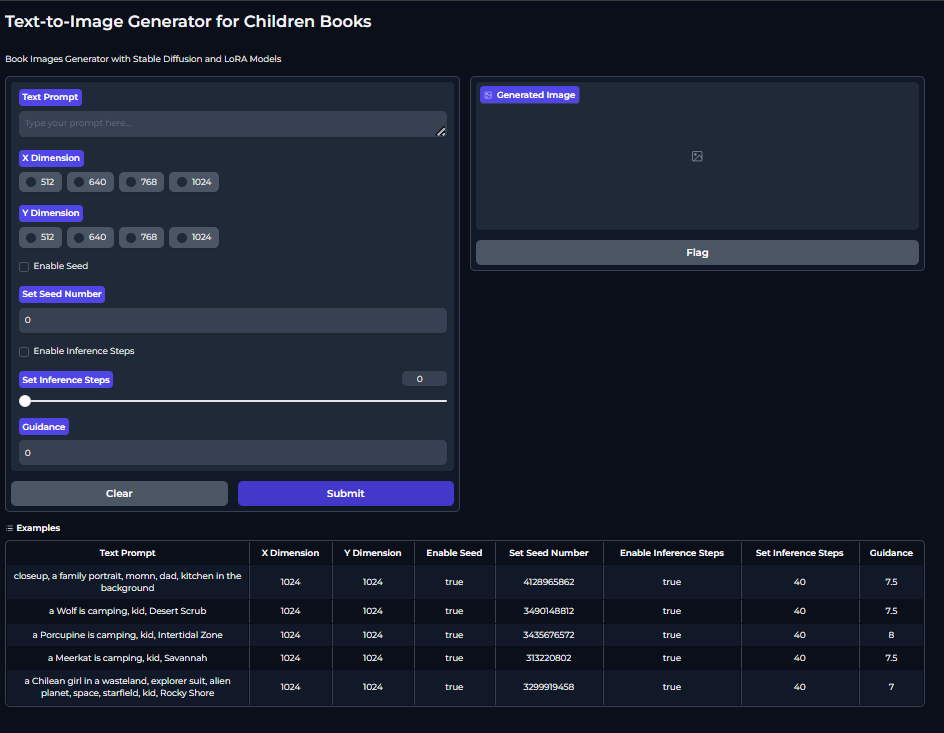 Text-to-Image Generator for Children Books
Book Images Generator with Stable Diffusion and LoRA Models
Text Prompt
Type your prompt here...
X Dimension
512 640 768 1024
Y Dimension
512 640 768 1024
Enable Seed
Set Seed Number
0
Enable Inference Steps
Set Inference Steps 0
Guidance
0
Clear Submit
Generated Image
Flag
Examples
Text Prompt X Dimension Y Dimension Enable Seed Set Seed Number Enable Inference Steps Set Inference Steps Guidance
closeup, a family portrait, momn, dad, kitchen in the
background 1024 1024 true 4128965862 true 40 7.5
a Wolf is camping, kid, Desert Scrub 1024 1024 true 3490148812 true 40 7.5
a Porcupine is camping, kid, Intertidal Zone 1024 1024 true 3435676572 true 40 8
a Meerkat is camping, kid, Savannah 1024 1024 true 313220802 true 40 7.5
a Chilean girl in a wasteland, explorer suit, alien
planet, space, starfield, kid, Rocky Shore 1024 1024 true 3299919458 true 40 7